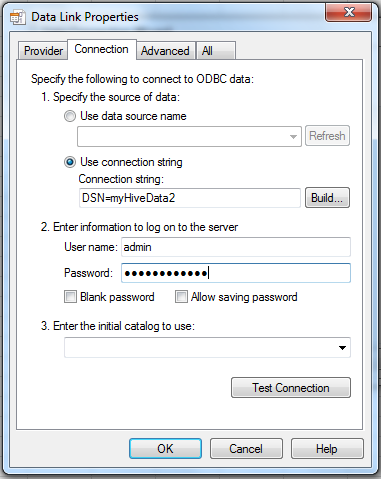 Data Link Properties
Provider Connection Advanced All
Specify the following to connect to ODBC data:
1. Specify the source of data:
Use data source name
Refresh
Use connection string
Connection string:
DSN=myHiveData2
Build...
2. Enter information to log on to the server
User name: admin
Password: ●●●●●●●●●●●●
Blank password Allow saving password
3. Enter the initial catalog to use:
Test Connection
OK Cancel Help